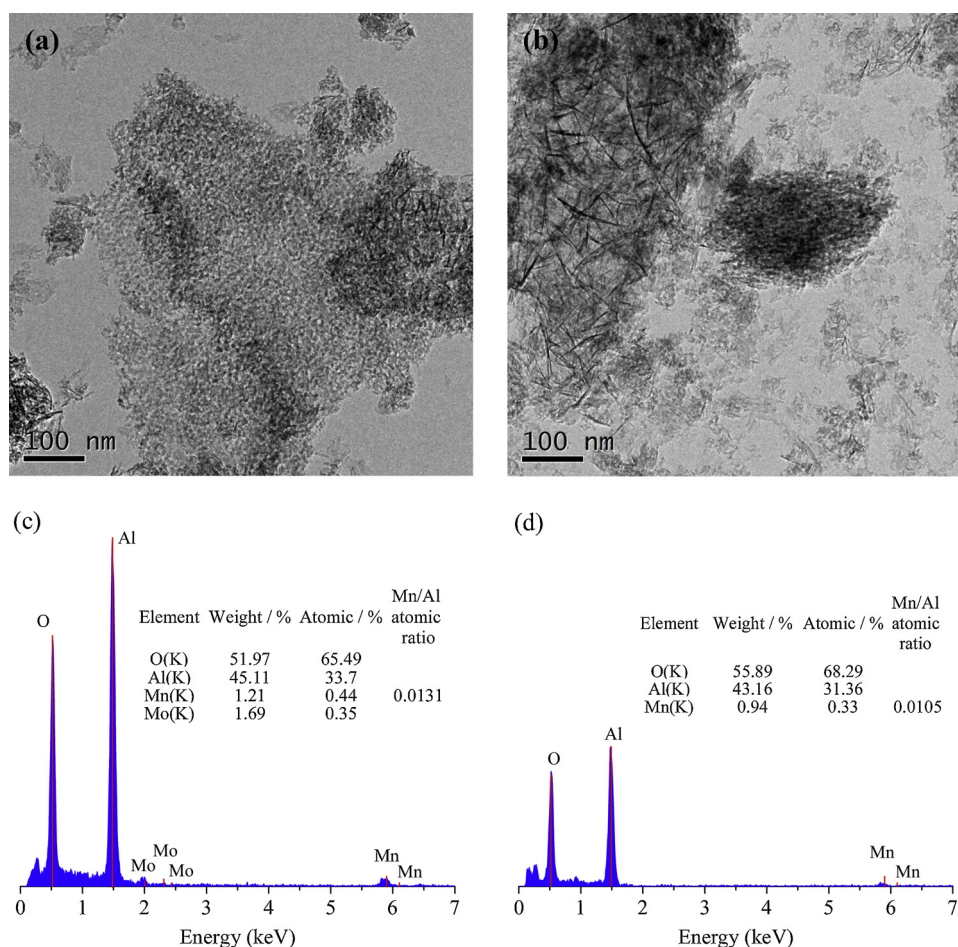 (a)
100 nm
(b)
100 nm
(c)
Al
O
Element Weight / % Atomic / % Mn/Al atomic ratio
O(K) 51.97 65.49
Al(K) 45.11 33.7
Mn(K) 1.21 0.44 0.0131
Mo(K) 1.69 0.35
Mo
Mo
Mo
Mn
Mn
0 1 2 3 4 5 6 7
Energy (keV)
(d)
Element Weight / % Atomic / % Mn/Al atomic ratio
O(K) 55.89 68.29
Al(K) 43.16 31.36
Mn(K) 0.94 0.33 0.0105
O
Al
Mn
Mn
0 1 2 3 4 5 6 7
Energy (keV)